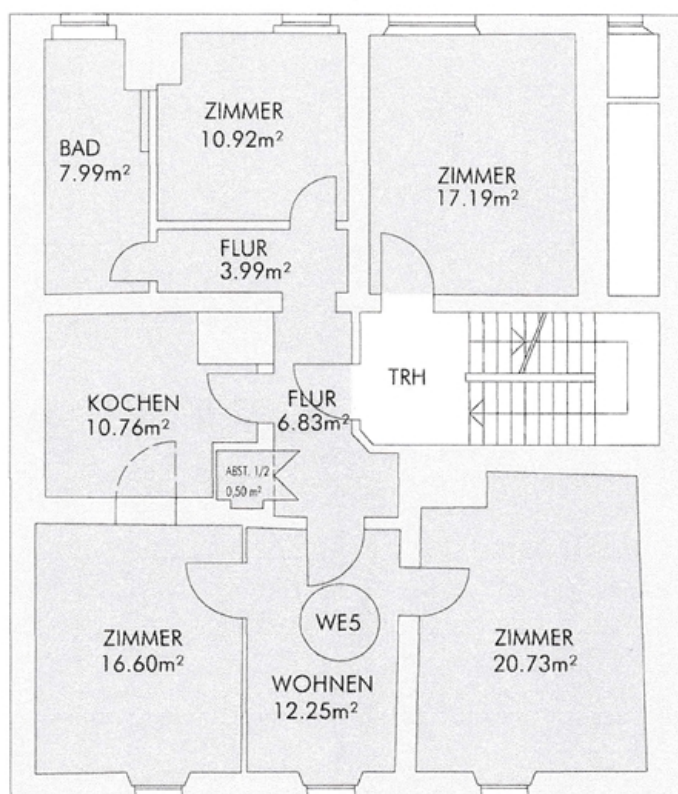 ZIMMER
10.92m²
BAD
7.99m²
ZIMMER
17.19m²
FLUR
3.99m²
KOCHEN
10.76m²
FLUR
6.83m²
TRH
ABST. 1/2
0,50 m²
ZIMMER
16.60m²
WE5
WOHNEN
12.25m²
ZIMMER
20.73m²